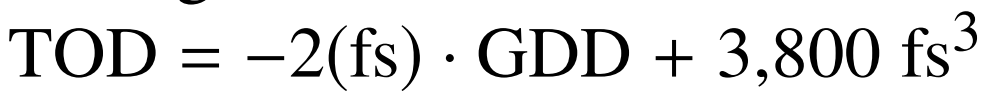 TOD = −2(fs) · GDD + 3,800 fs³